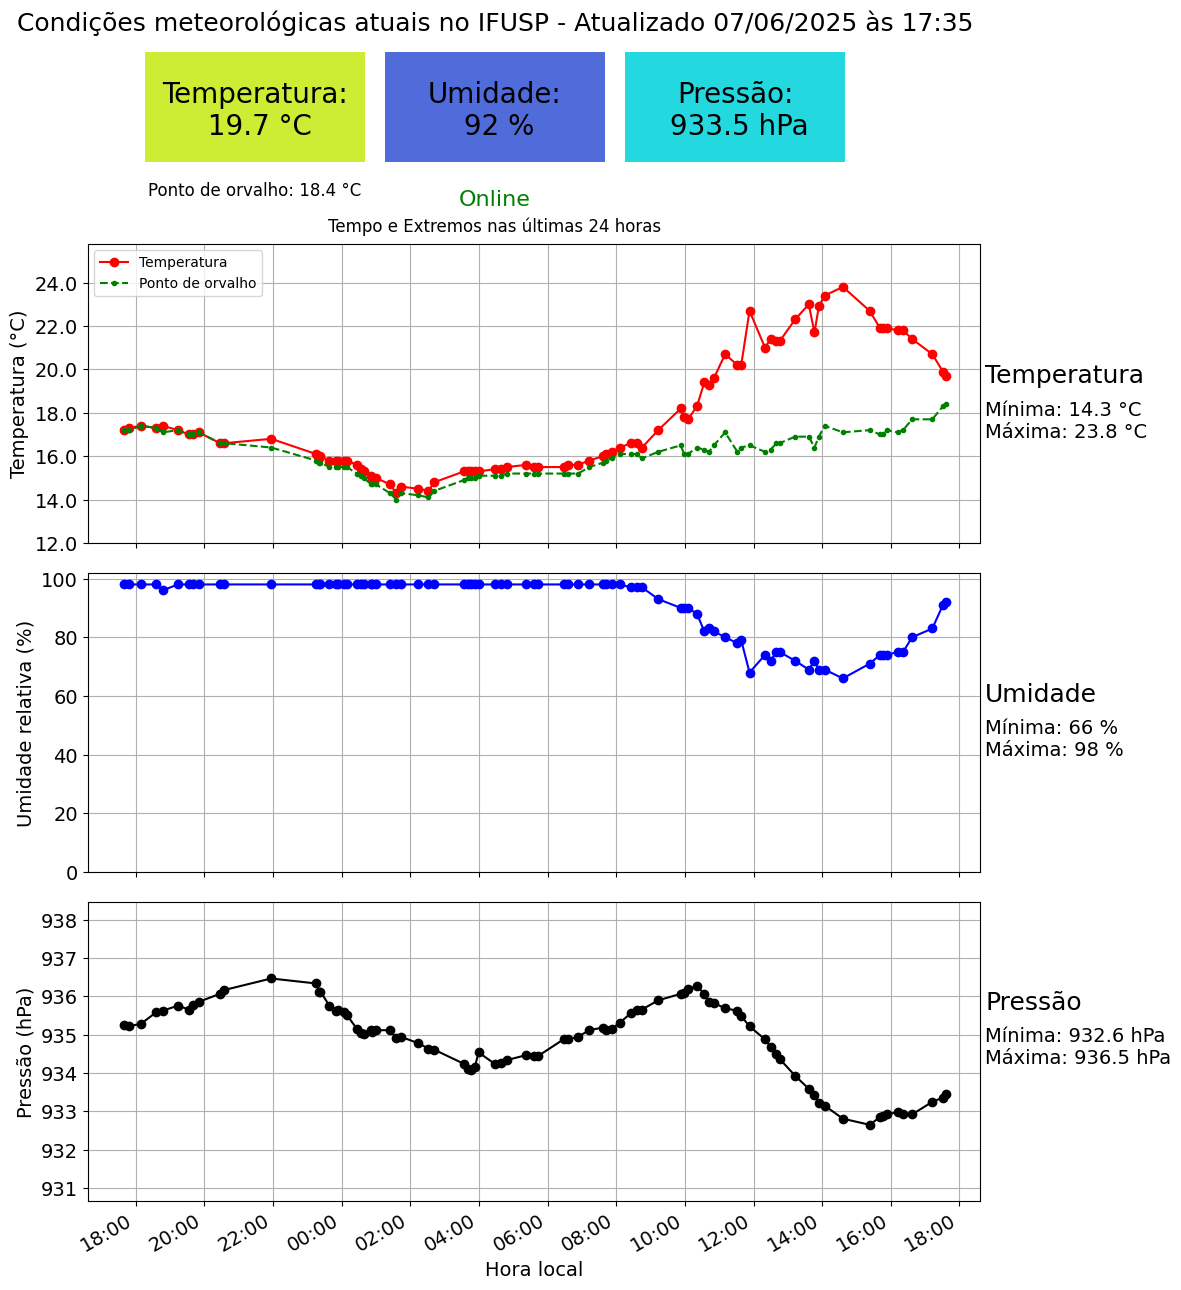 Condições meteorológicas atuais no IFUSP - Atualizado 07/06/2025 às 17:35
Temperatura:
19.7 °C
Umidade:
92 %
Pressão:
933.5 hPa
Ponto de orvalho: 18.4 °C
Online
Tempo e Extremos nas últimas 24 horas
Temperatura
Ponto de orvalho
Temperatura (°C)
24.0
22.0
20.0
18.0
16.0
14.0
12.0
Temperatura
Mínima: 14.3 °C
Máxima: 23.8 °C
Umidade relativa (%)
100
80
60
40
20
0
Umidade
Mínima: 66 %
Máxima: 98 %
Pressão (hPa)
938
937
936
935
934
933
932
931
Pressão
Mínima: 932.6 hPa
Máxima: 936.5 hPa
18:00
20:00
22:00
00:00
02:00
04:00
06:00
08:00
10:00
12:00
14:00
16:00
18:00
Hora local